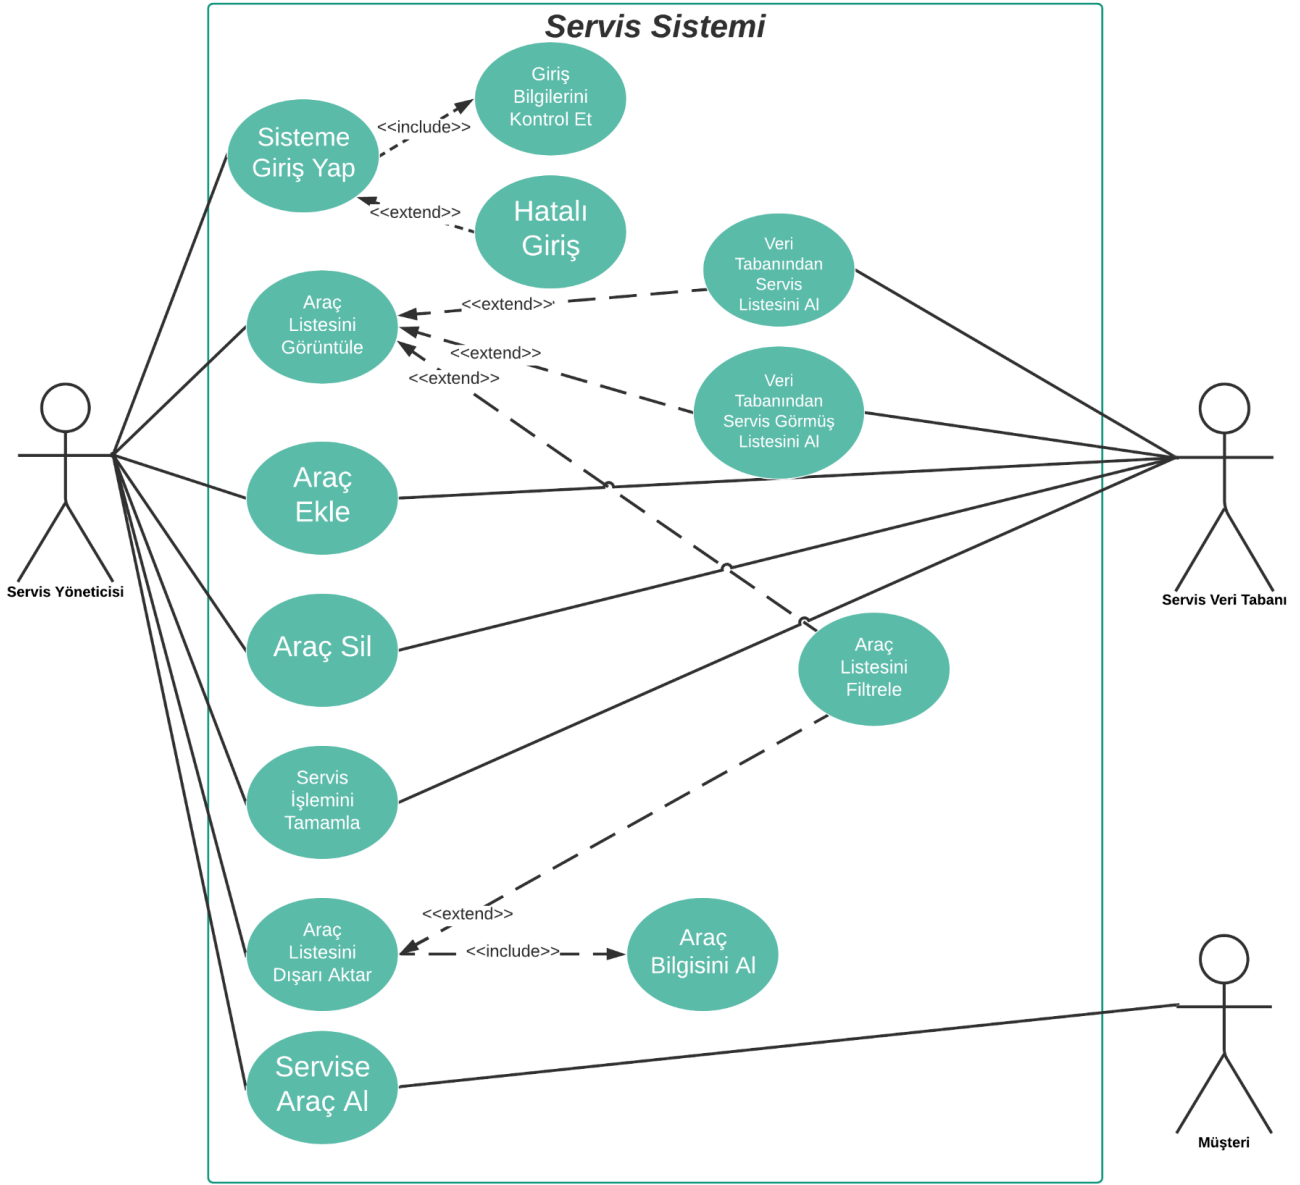 Servis Sistemi
Giriş
Bilgilerini
Kontrol Et
<<include>>
Sisteme
Giriş Yap
<<extend>>
Hatalı
Giriş
Veri
Tabanından
Servis
Listesini Al
<<extend>>
Araç
Listesini
Görüntüle
<<extend>>
<<extend>>
Veri
Tabanından
Servis Görmüş
Listesini Al
Araç
Ekle
Servis Yöneticisi
Servis Veri Tabanı
Araç Sil
Araç
Listesini
Filtrele
Servis
İşlemini
Tamamla
<<extend>>
Araç
Listesini
Dışarı Aktar
<<include>>
Araç
Bilgisini Al
Servise
Araç Al
Müşteri